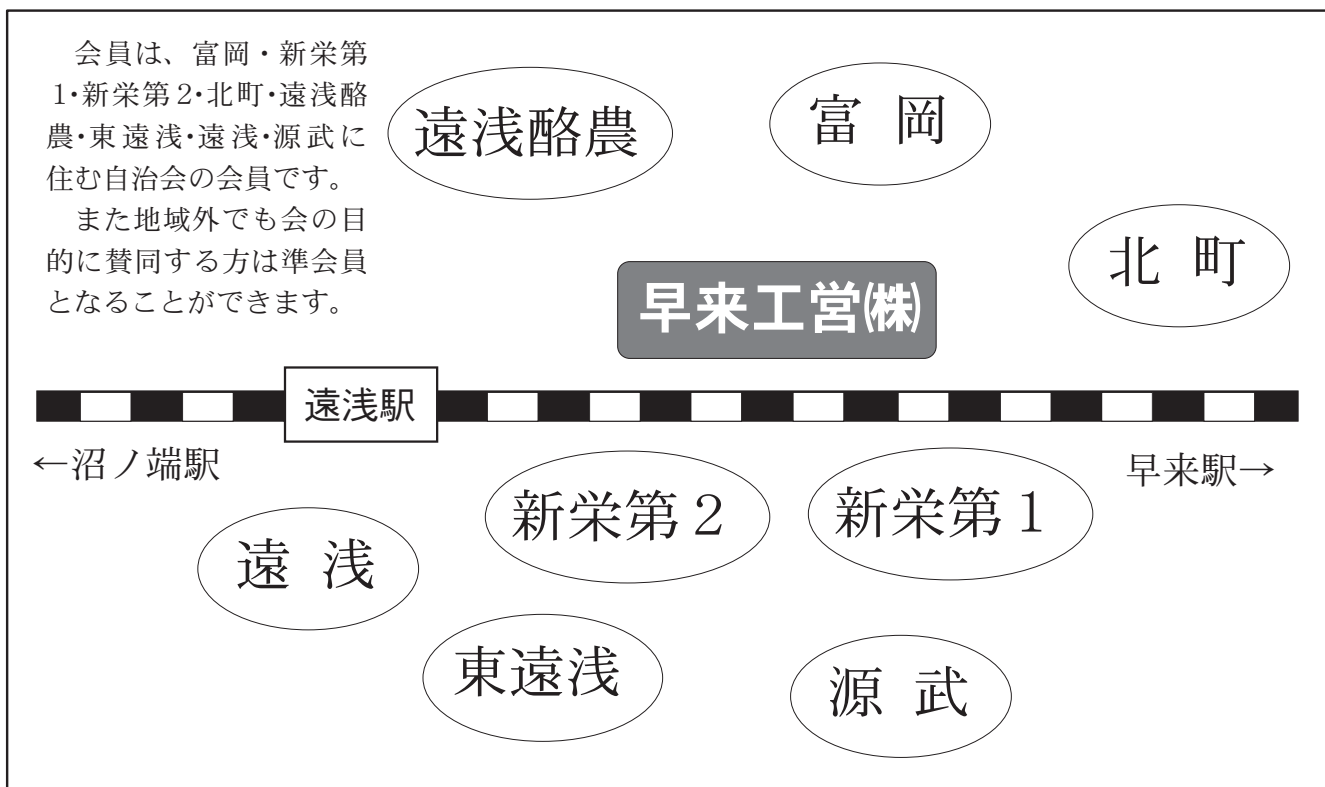 会員は、富岡・新栄第
1・新栄第2・北町・遠浅酪
農・東遠浅・遠浅・源武に
住む自治会の会員です。
また地域外でも会の目
的に賛同する方は準会員
となることができます。
遠浅酪農
富岡
北町
早来工営㈱
遠浅駅
←沼ノ端駅
早来駅→
新栄第2
新栄第1
遠浅
東遠浅
源武